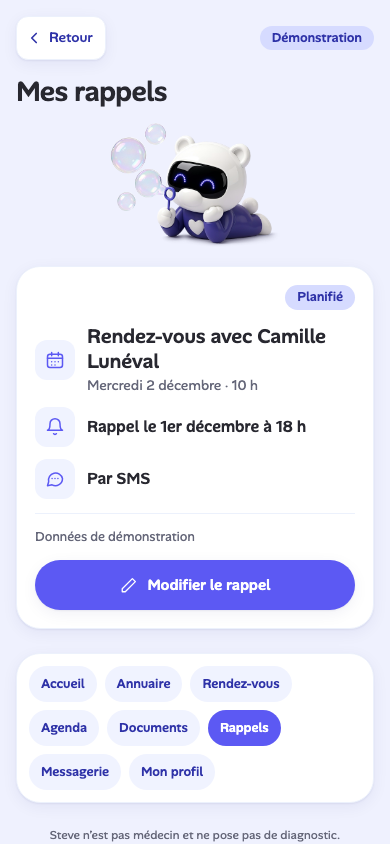 Retour
Démonstration
Mes rappels
Planifié
Rendez-vous avec Camille
Lunéval
Mercredi 2 décembre · 10 h
Rappel le 1er décembre à 18 h
Par SMS
Données de démonstration
Modifier le rappel
Accueil
Annuaire
Rendez-vous
Agenda
Documents
Rappels
Messagerie
Mon profil
Steve n'est pas médecin et ne pose pas de diagnostic.